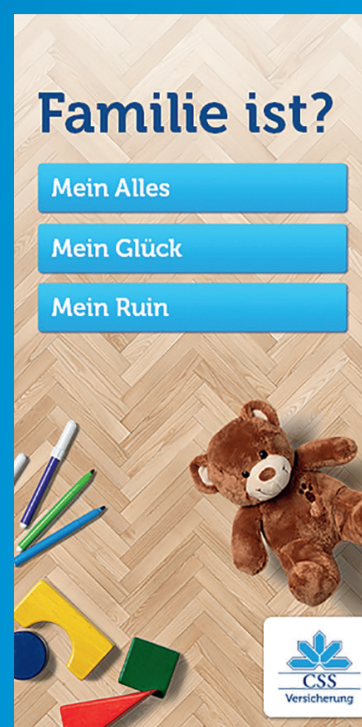 Familie ist?
Mein Alles
Mein Glück
Mein Ruin
CSS
Versicherung